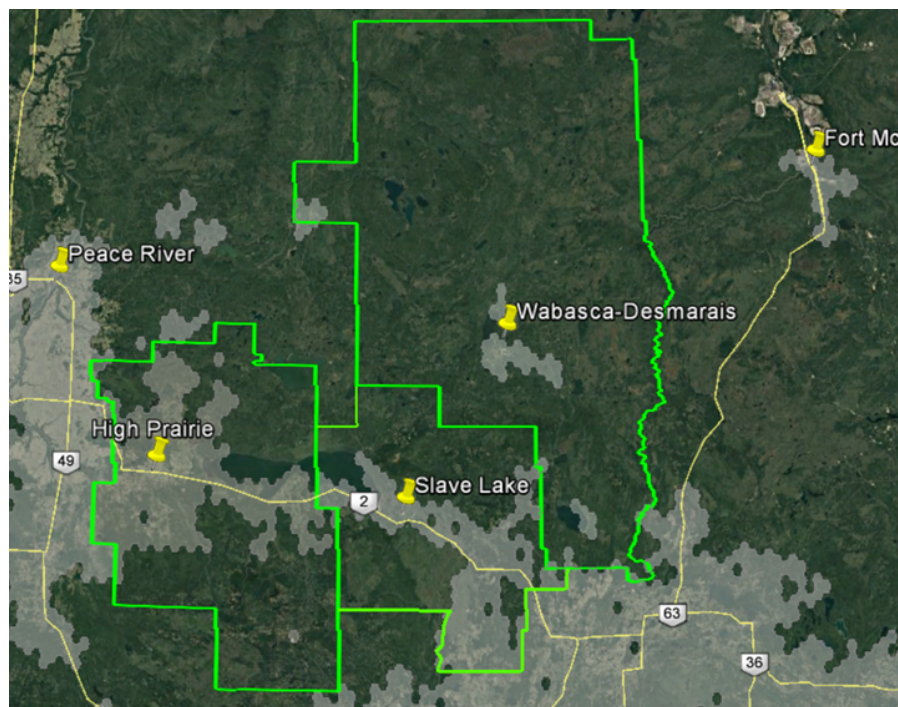 Fort Mc
Peace River
35
Wabasca-Desmarais
High Prairie
49
Slave Lake
2
63
36